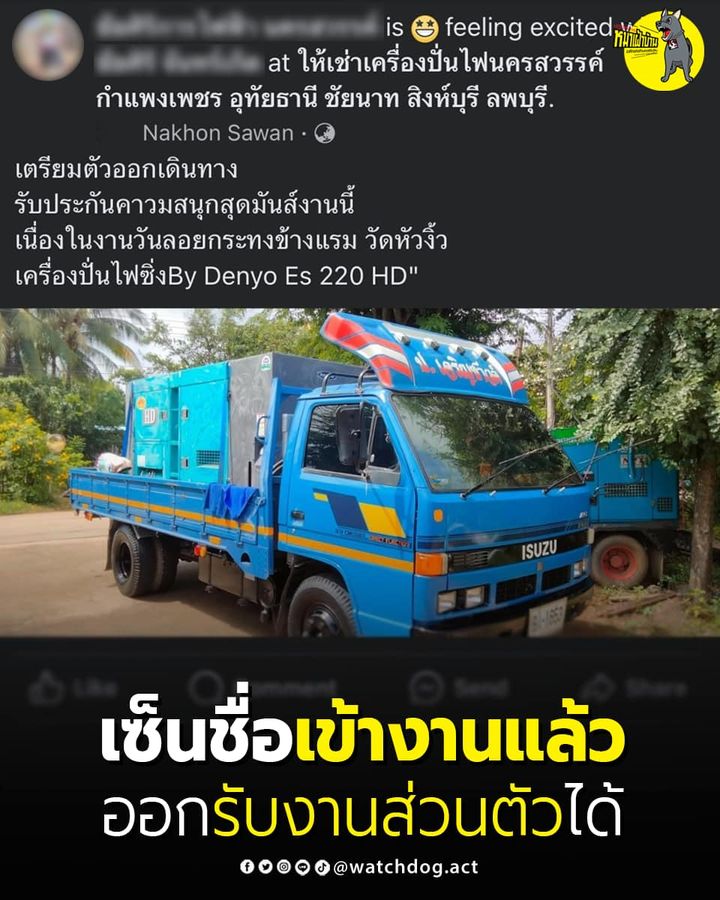 is 🤩 feeling excited
หมาเฝ้าบ้าน
at ให้เช่าเครื่องปั่นไฟนครสวรรค์
กำแพงเพชร อุทัยธานี ชัยนาท สิงห์บุรี ลพบุรี.
Nakhon Sawan ·
เตรียมตัวออกเดินทาง
รับประกันคาวมสนุกสุดมันส์งานนี้
เนื่องในงานวันลอยกระทงข้างแรม วัดหัวงิ้ว
เครื่องปั่นไฟซิ่งBy Denyo Es 220 HD"
HD
ISUZU
Like
Comment
Send
Share
เซ็นชื่อเข้างานแล้ว
ออกรับงานส่วนตัวได้
@watchdog.act